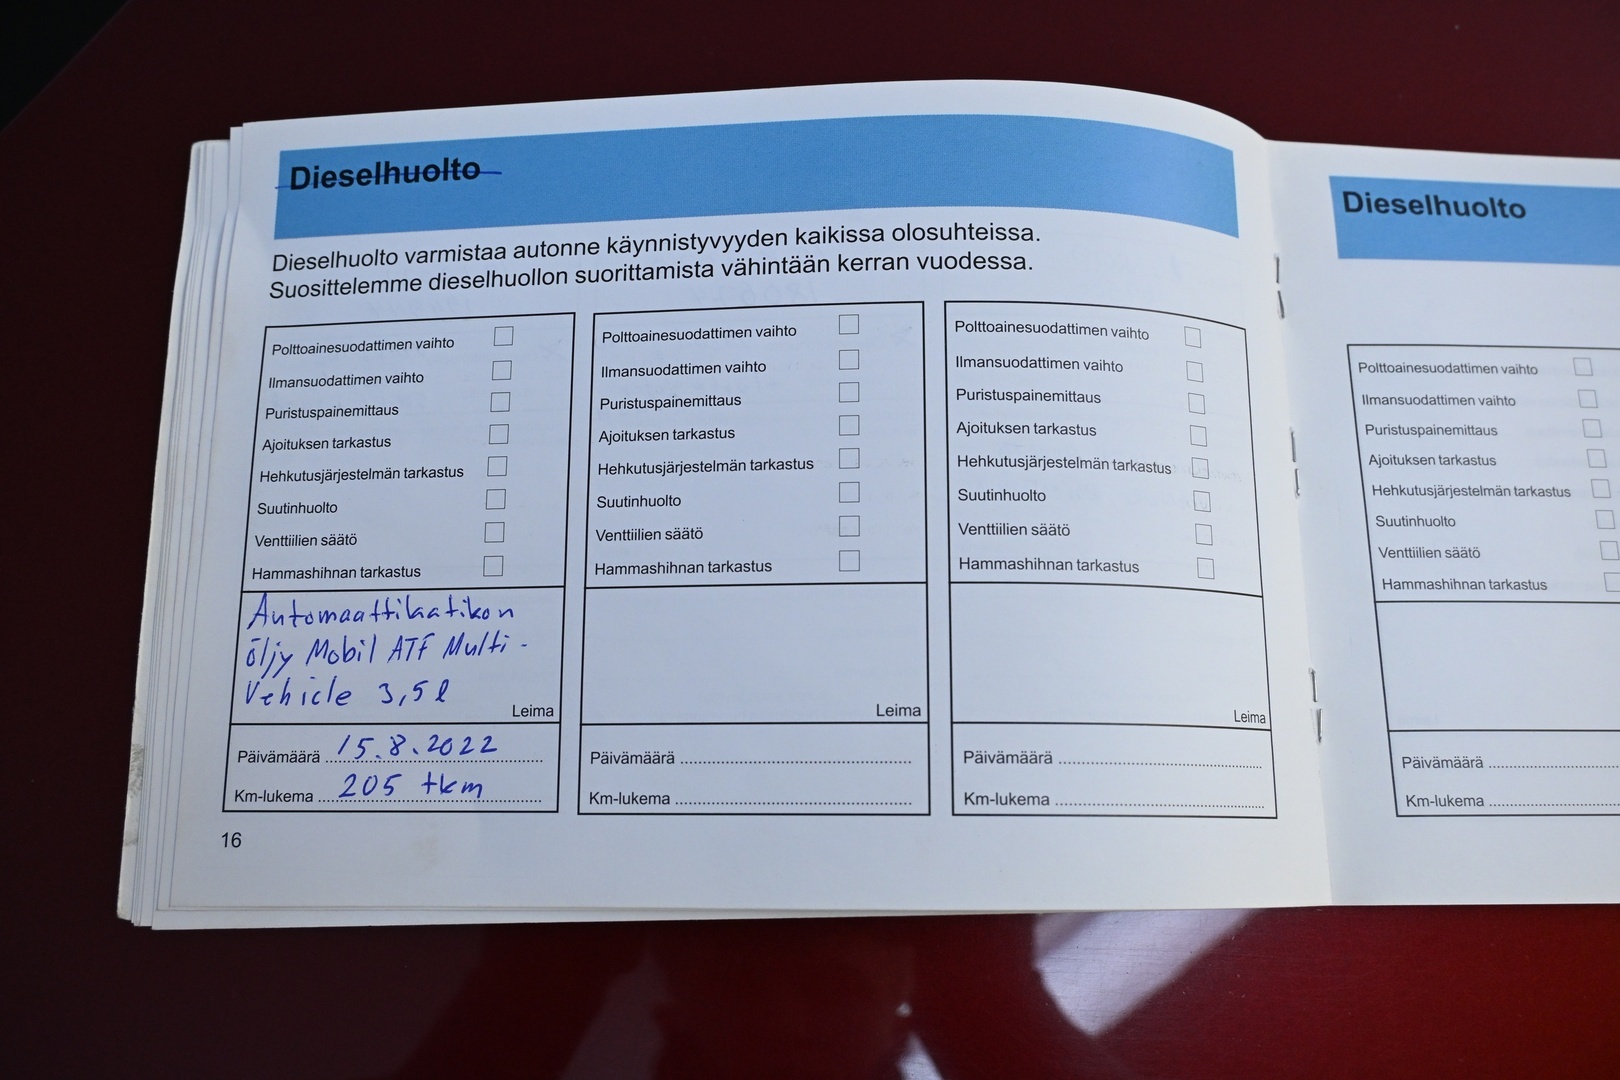 Dieselhuolto
Dieselhuolto varmistaa autonne käynnistyvyyden kaikissa olosuhteissa.
Suosittelemme dieselhuollon suorittamista vähintään kerran vuodessa.
Polttoainesuodattimen vaihto
Ilmansuodattimen vaihto
Puristuspainemittaus
Ajoituksen tarkastus
Hehkutusjärjestelmän tarkastus
Suutinhuolto
Venttiilien säätö
Hammashihnan tarkastus
Automaattilaatikon
öljy Mobil ATF Multi-
Vehicle 3,5 l
Leima
Päivämäärä 15.8.2022
Km-lukema 205 tkm
Polttoainesuodattimen vaihto
Ilmansuodattimen vaihto
Puristuspainemittaus
Ajoituksen tarkastus
Hehkutusjärjestelmän tarkastus
Suutinhuolto
Venttiilien säätö
Hammashihnan tarkastus
Leima
Päivämäärä
Km-lukema
Polttoainesuodattimen vaihto
Ilmansuodattimen vaihto
Puristuspainemittaus
Ajoituksen tarkastus
Hehkutusjärjestelmän tarkastus
Suutinhuolto
Venttiilien säätö
Hammashihnan tarkastus
Leima
Päivämäärä
Km-lukema
16
Dieselhuolto
Polttoainesuodattimen vaihto
Ilmansuodattimen vaihto
Puristuspainemittaus
Ajoituksen tarkastus
Hehkutusjärjestelmän tarkastus
Suutinhuolto
Venttiilien säätö
Hammashihnan tarkastus
Päivämäärä
Km-lukema